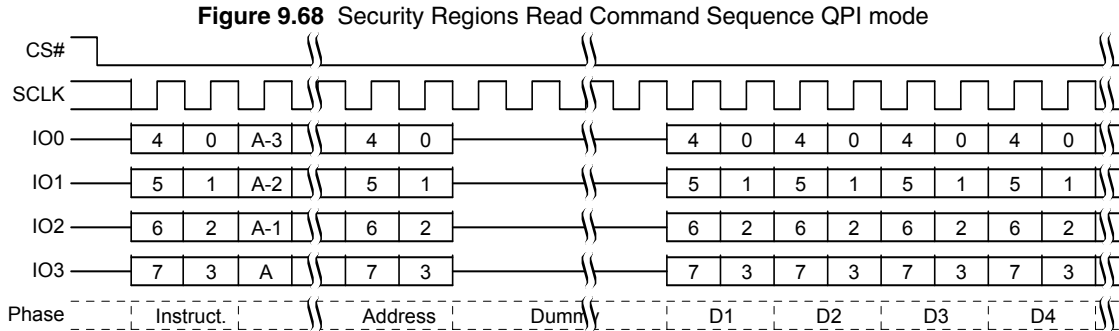 Figure 9.68 Security Regions Read Command Sequence QPI mode
CS#
SCLK
IO0 4 0 A-3 4 0 4 0 4 0 4 0 4 0
IO1 5 1 A-2 5 1 5 1 5 1 5 1 5 1
IO2 6 2 A-1 6 2 6 2 6 2 6 2 6 2
IO3 7 3 A 7 3 7 3 7 3 7 3 7 3
Phase Instruct. Address Dummy D1 D2 D3 D4